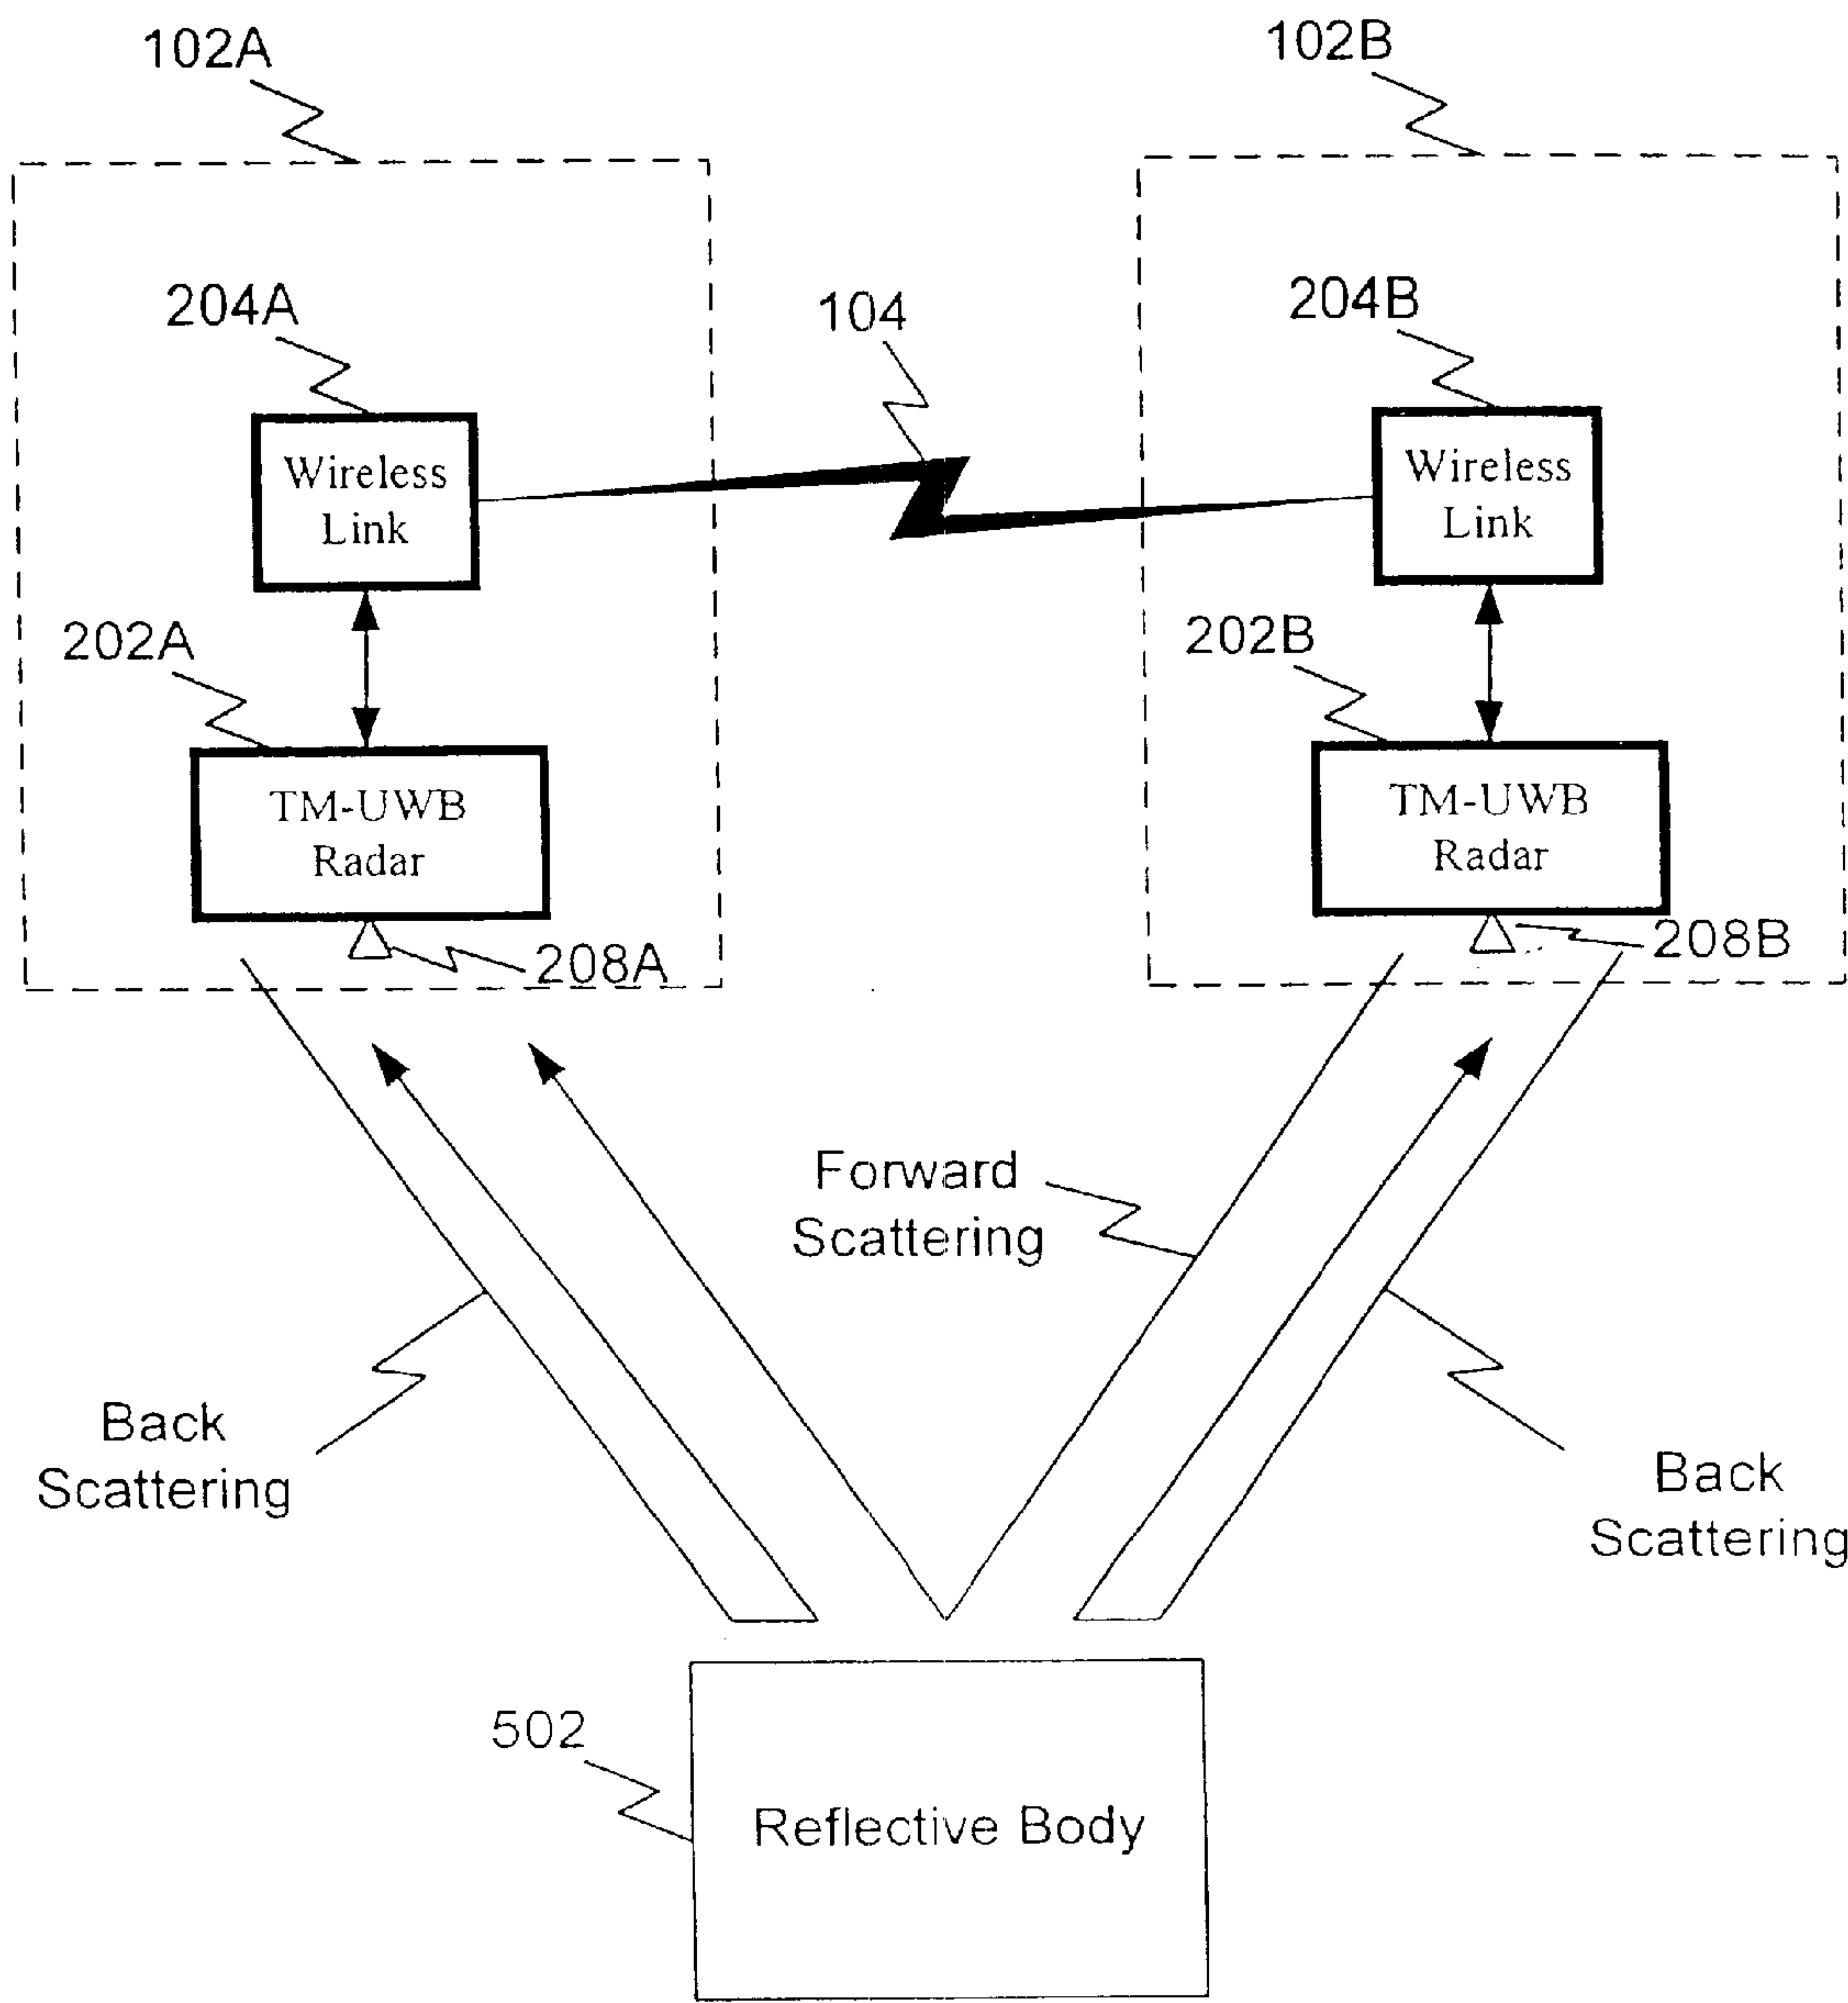 102A
102B
204A
104
204B
Wireless
Link
Wireless
Link
202A
202B
TM-UWB
Radar
TM-UWB
Radar
208A
208B
Forward
Scattering
Back
Scattering
Back
Scattering
502
Reflective Body